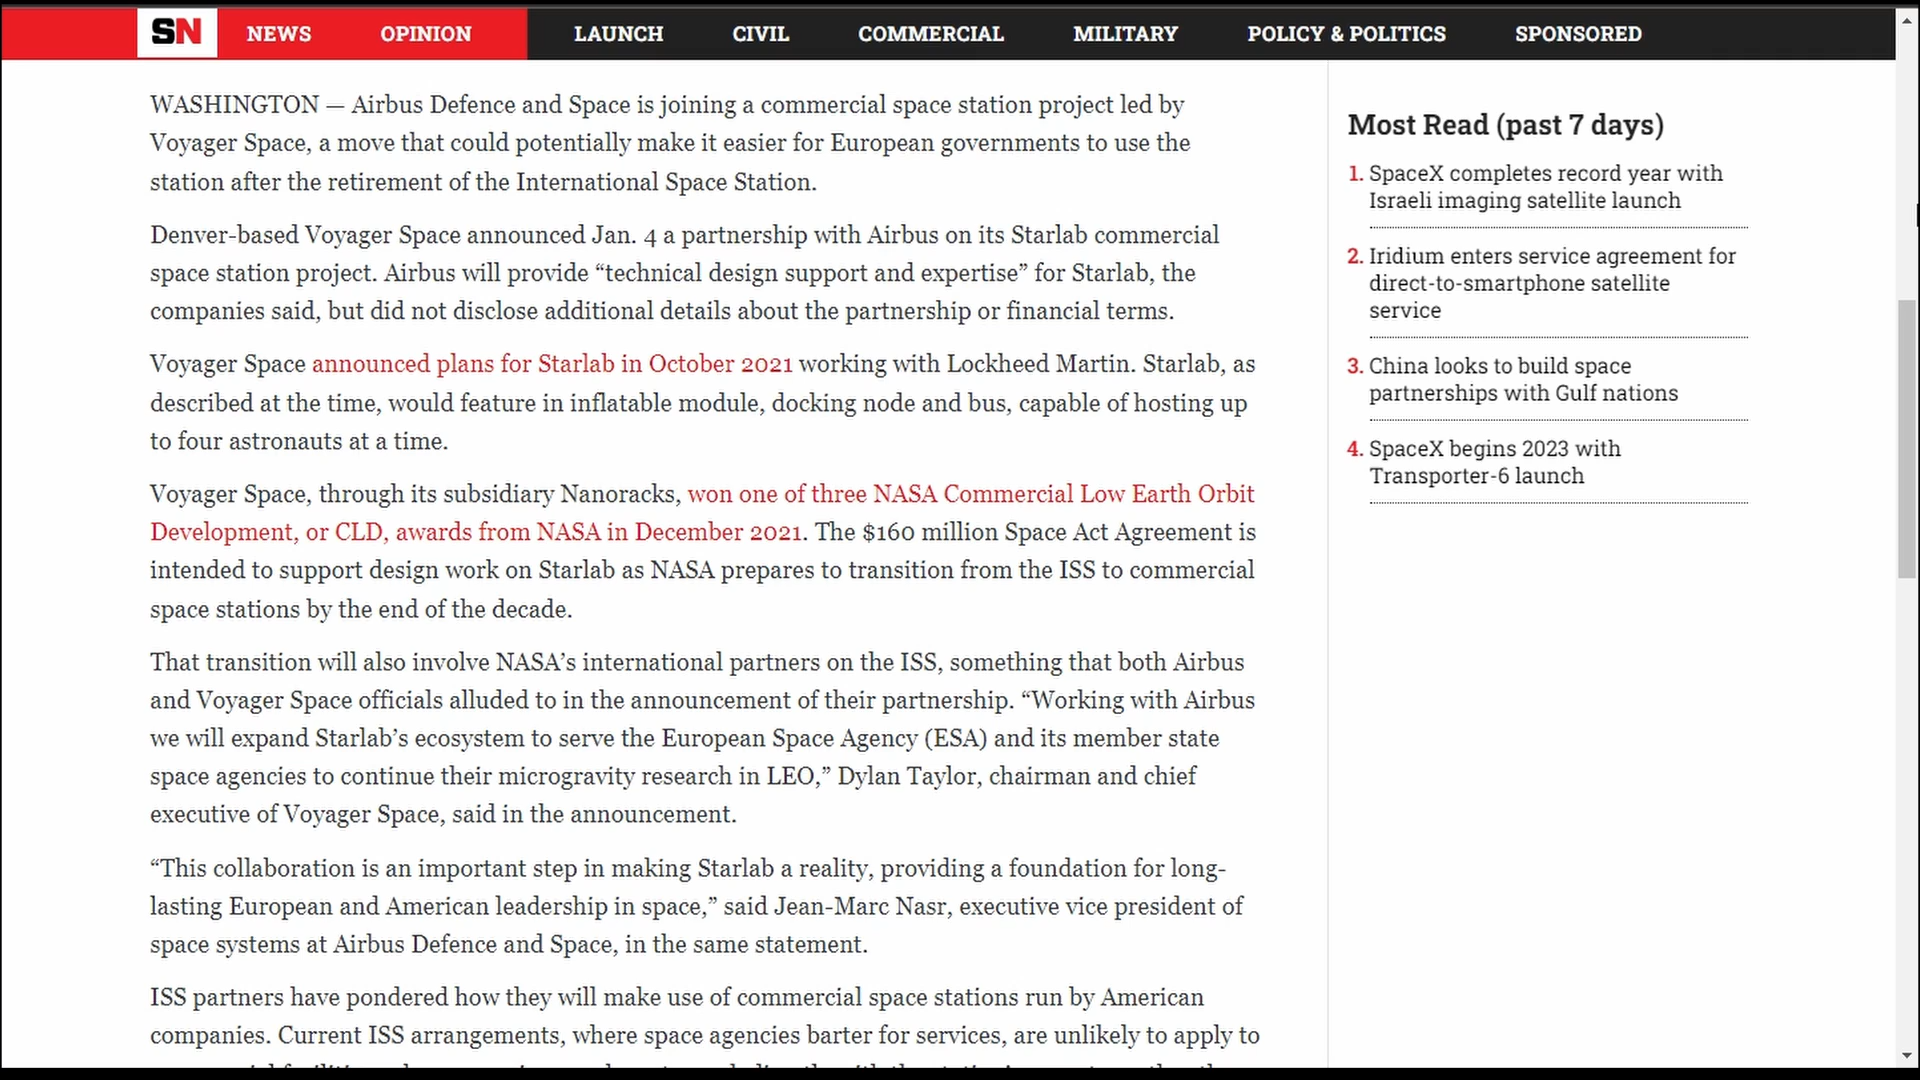 SN NEWS OPINION LAUNCH CIVIL COMMERCIAL MILITARY POLICY & POLITICS SPONSORED
WASHINGTON — Airbus Defence and Space is joining a commercial space station project led by
Voyager Space, a move that could potentially make it easier for European governments to use the
station after the retirement of the International Space Station.
Denver-based Voyager Space announced Jan. 4 a partnership with Airbus on its Starlab commercial
space station project. Airbus will provide “technical design support and expertise” for Starlab, the
companies said, but did not disclose additional details about the partnership or financial terms.
Voyager Space announced plans for Starlab in October 2021 working with Lockheed Martin. Starlab, as
described at the time, would feature in inflatable module, docking node and bus, capable of hosting up
to four astronauts at a time.
Voyager Space, through its subsidiary Nanoracks, won one of three NASA Commercial Low Earth Orbit
Development, or CLD, awards from NASA in December 2021. The $160 million Space Act Agreement is
intended to support design work on Starlab as NASA prepares to transition from the ISS to commercial
space stations by the end of the decade.
That transition will also involve NASA’s international partners on the ISS, something that both Airbus
and Voyager Space officials alluded to in the announcement of their partnership. “Working with Airbus
we will expand Starlab’s ecosystem to serve the European Space Agency (ESA) and its member state
space agencies to continue their microgravity research in LEO,” Dylan Taylor, chairman and chief
executive of Voyager Space, said in the announcement.
“This collaboration is an important step in making Starlab a reality, providing a foundation for long-
lasting European and American leadership in space,” said Jean-Marc Nasr, executive vice president of
space systems at Airbus Defence and Space, in the same statement.
ISS partners have pondered how they will make use of commercial space stations run by American
companies. Current ISS arrangements, where space agencies barter for services, are unlikely to apply to
Most Read (past 7 days)
1. SpaceX completes record year with
Israeli imaging satellite launch
2. Iridium enters service agreement for
direct-to-smartphone satellite
service
3. China looks to build space
partnerships with Gulf nations
4. SpaceX begins 2023 with
Transporter-6 launch